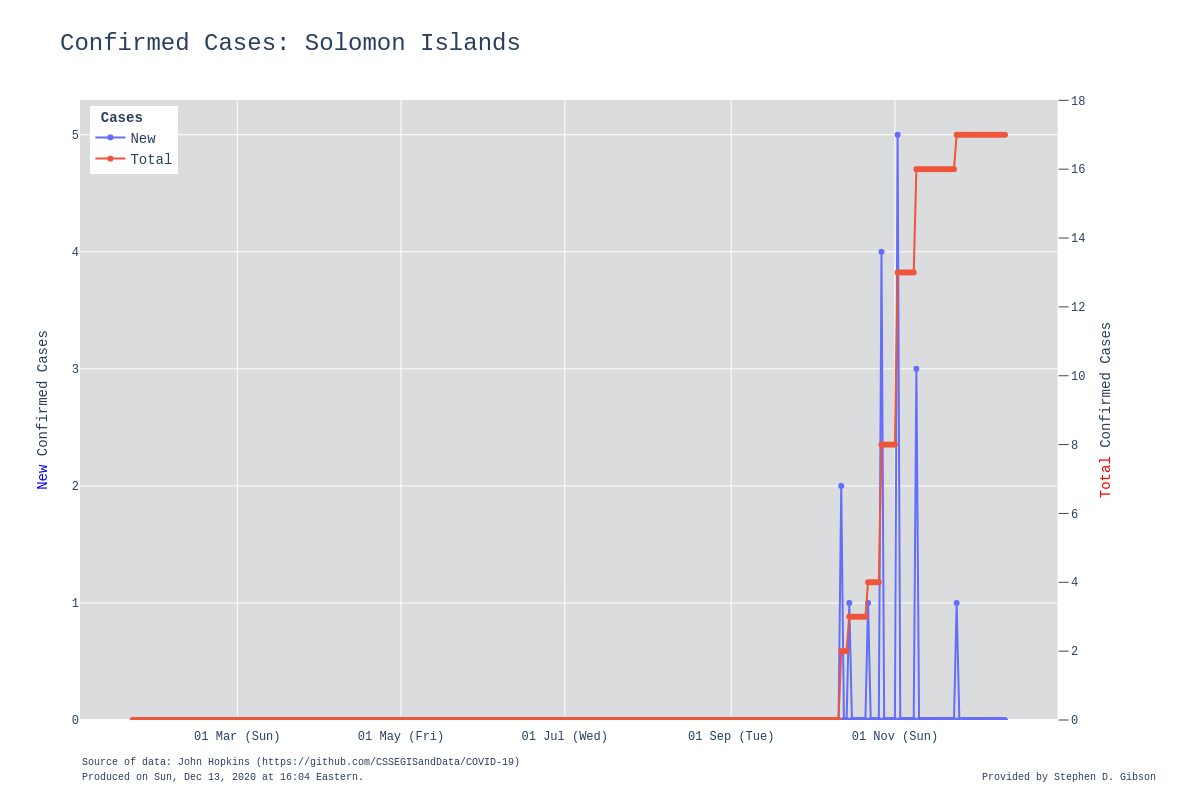 Confirmed Cases: Solomon Islands
Cases
New
Total
5
4
3
2
1
0
New Confirmed Cases
18
16
14
12
10
8
6
4
2
0
Total Confirmed Cases
01 Mar (Sun)
01 May (Fri)
01 Jul (Wed)
01 Sep (Tue)
01 Nov (Sun)
Source of data: John Hopkins (https://github.com/CSSEGISandData/COVID-19)
Produced on Sun, Dec 13, 2020 at 16:04 Eastern.
Provided by Stephen D. Gibson